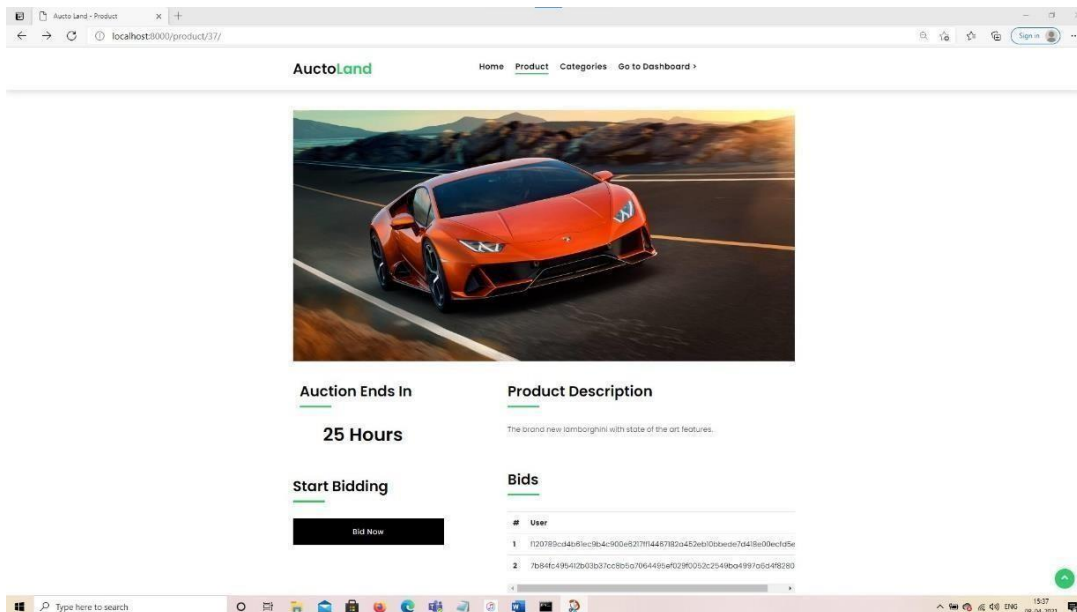 Aucto Land - Product
localhost:8000/product/37/
Sign in
AuctoLand
Home Product Categories Go to Dashboard >
Auction Ends In
25 Hours
Product Description
The brand new lamborghini with state of the art features.
Start Bidding
Bid Now
Bids
# User
1
2
Type here to search
ENG
15:37